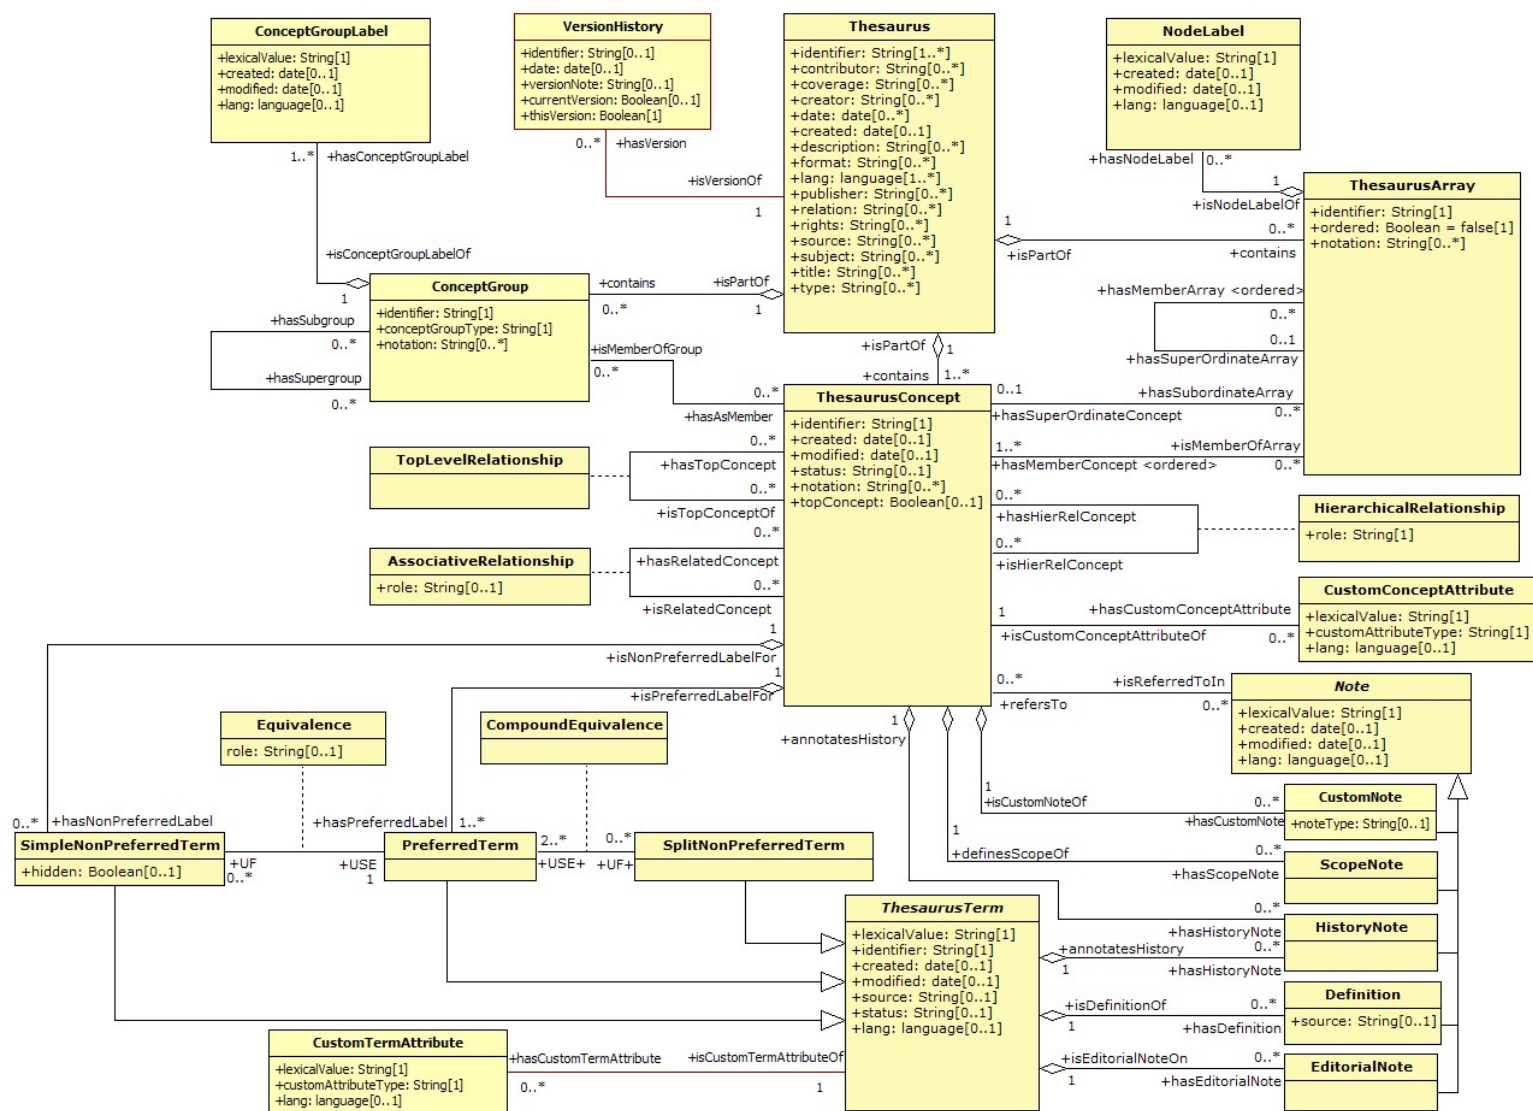 ConceptGroupLabel
+lexicalValue: String[1]
+created: date[0..1]
+modified: date[0..1]
+lang: language[0..1]
VersionHistory
+identifier: String[0..1]
+date: date[0..1]
+versionNote: String[0..1]
+currentVersion: Boolean[0..1]
+thisVersion: Boolean[1]
Thesaurus
+identifier: String[1..*]
+contributor: String[0..*]
+coverage: String[0..*]
+creator: String[0..*]
+date: date[0..*]
+created: date[0..1]
+description: String[0..*]
+format: String[0..*]
+lang: language[1..*]
+publisher: String[0..*]
+relation: String[0..*]
+rights: String[0..*]
+source: String[0..*]
+subject: String[0..*]
+title: String[0..*]
+type: String[0..*]
NodeLabel
+lexicalValue: String[1]
+created: date[0..1]
+modified: date[0..1]
+lang: language[0..1]
1..*
+hasConceptGroupLabel
0..*
+hasVersion
+isVersionOf
1
+hasNodeLabel
0..*
1
+isNodeLabelOf
ThesaurusArray
+identifier: String[1]
+ordered: Boolean = false[1]
+notation: String[0..*]
1
+isPartOf
0..*
+contains
+isConceptGroupLabelOf
1
ConceptGroup
+identifier: String[1]
+conceptGroupType: String[1]
+notation: String[0..*]
+contains
0..*
+isPartOf
1
+hasSubgroup
0..*
+hasSupergroup
0..*
+hasMemberArray <ordered>
0..*
0..1
+hasSuperOrdinateArray
+isMemberOfGroup
0..*
0..*
+hasAsMember
+isPartOf
1
+contains
1..*
ThesaurusConcept
+identifier: String[1]
+created: date[0..1]
+modified: date[0..1]
+status: String[0..1]
+notation: String[0..*]
+topConcept: Boolean[0..1]
0..1
+hasSubordinateArray
+hasSuperOrdinateConcept
0..*
1..*
+isMemberOfArray
+hasMemberConcept <ordered>
0..*
TopLevelRelationship
0..*
+hasTopConcept
0..*
+isTopConceptOf
0..*
+hasHierRelConcept
0..*
+isHierRelConcept
HierarchicalRelationship
+role: String[1]
AssociativeRelationship
+role: String[0..1]
0..*
+hasRelatedConcept
0..*
+isRelatedConcept
1
+hasCustomConceptAttribute
+isCustomConceptAttributeOf
0..*
CustomConceptAttribute
+lexicalValue: String[1]
+customAttributeType: String[1]
+lang: language[0..1]
1
+isNonPreferredLabelFor
1
+isPreferredLabelFor
0..*
+isReferredToIn
+refersTo
0..*
Note
+lexicalValue: String[1]
+created: date[0..1]
+modified: date[0..1]
+lang: language[0..1]
Equivalence
role: String[0..1]
CompoundEquivalence
1
+annotatesHistory
1
+isCustomNoteOf
0..*
+hasCustomNote
CustomNote
+noteType: String[0..1]
0..*
+hasNonPreferredLabel
+hasPreferredLabel
1..*
SimpleNonPreferredTerm
+hidden: Boolean[0..1]
+UF
0..*
+USE
1
PreferredTerm
2..*
+USE+
0..*
+UF+
SplitNonPreferredTerm
1
+definesScopeOf
0..*
+hasScopeNote
ScopeNote
0..*
+hasHistoryNote
HistoryNote
ThesaurusTerm
+lexicalValue: String[1]
+identifier: String[1]
+created: date[0..1]
+modified: date[0..1]
+source: String[0..1]
+status: String[0..1]
+lang: language[0..1]
+annotatesHistory
0..*
1
+hasHistoryNote
+isDefinitionOf
0..*
1
+hasDefinition
Definition
+source: String[0..1]
+isEditorialNoteOn
0..*
1
+hasEditorialNote
EditorialNote
CustomTermAttribute
+lexicalValue: String[1]
+customAttributeType: String[1]
+lang: language[0..1]
+hasCustomTermAttribute
0..*
+isCustomTermAttributeOf
1